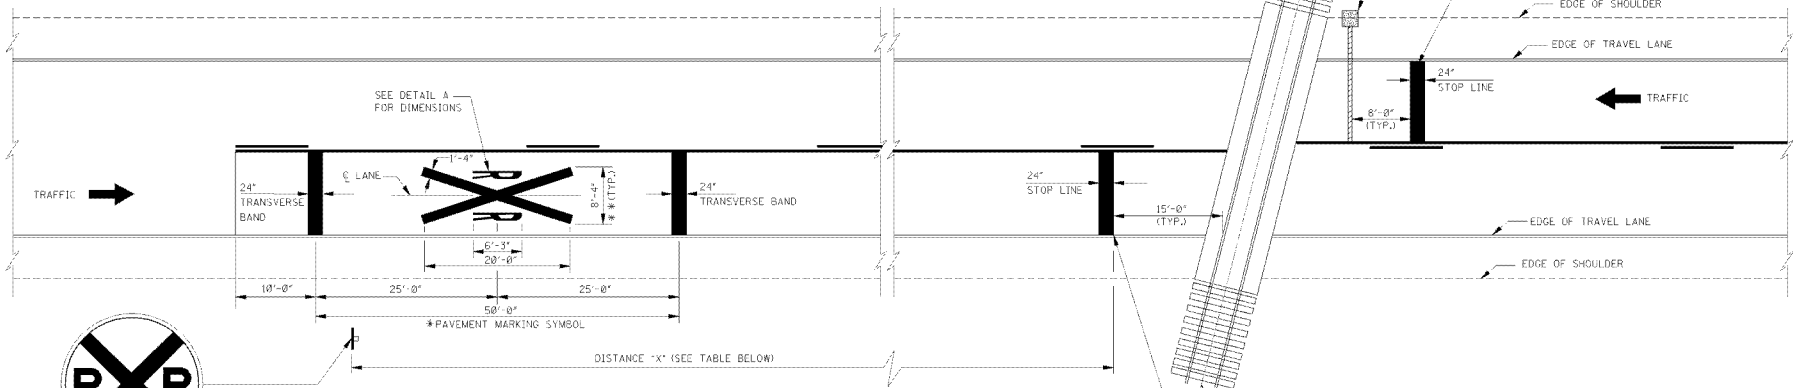 EDGE OF SHOULDER
EDGE OF TRAVEL LANE
24"
STOP LINE
TRAFFIC
8'-0"
(TYP.)
SEE DETAIL A
FOR DIMENSIONS
1'-4"
℄ LANE
TRAFFIC
24"
TRANSVERSE
BAND
R
R
8'-4"
**(TYP.)
24"
TRANSVERSE BAND
24"
STOP LINE
15'-0"
(TYP.)
EDGE OF TRAVEL LANE
EDGE OF SHOULDER
6'-3"
20'-0"
10'-0"
25'-0"
25'-0"
50'-0"
*PAVEMENT MARKING SYMBOL
DISTANCE "X" (SEE TABLE BELOW)
R R